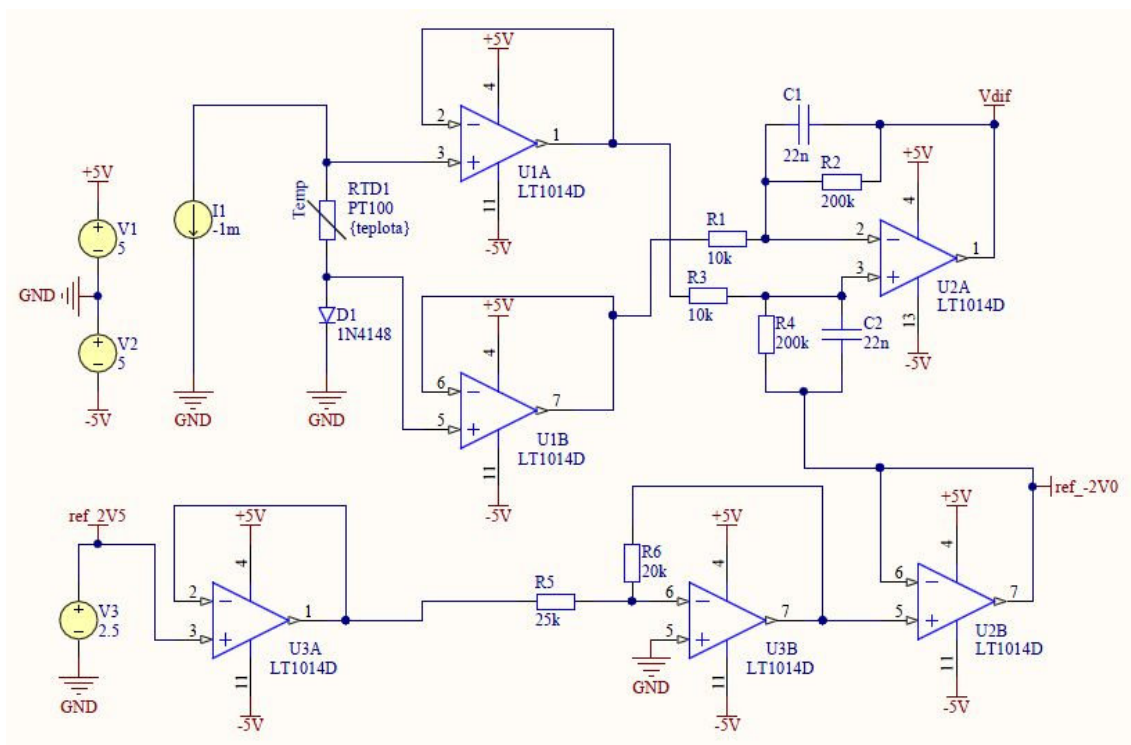 +5V
4
2
3
1
U1A
LT1014D
11
-5V
C1
22n
R2
200k
Vdif
+5V
4
2
3
1
U2A
LT1014D
13
-5V
+5V
V1
5
GND
V2
5
-5V
I1
-1m
GND
Temp
RTD1
PT100
{teplota}
D1
1N4148
GND
R1
10k
R3
10k
R4
200k
C2
22n
+5V
4
6
5
7
U1B
LT1014D
11
-5V
ref_2V5
V3
2.5
GND
+5V
4
2
3
1
U3A
LT1014D
11
-5V
R5
25k
R6
20k
+5V
4
6
5
7
GND
U3B
LT1014D
11
-5V
ref_-2V0
+5V
4
6
5
7
U2B
LT1014D
11
-5V